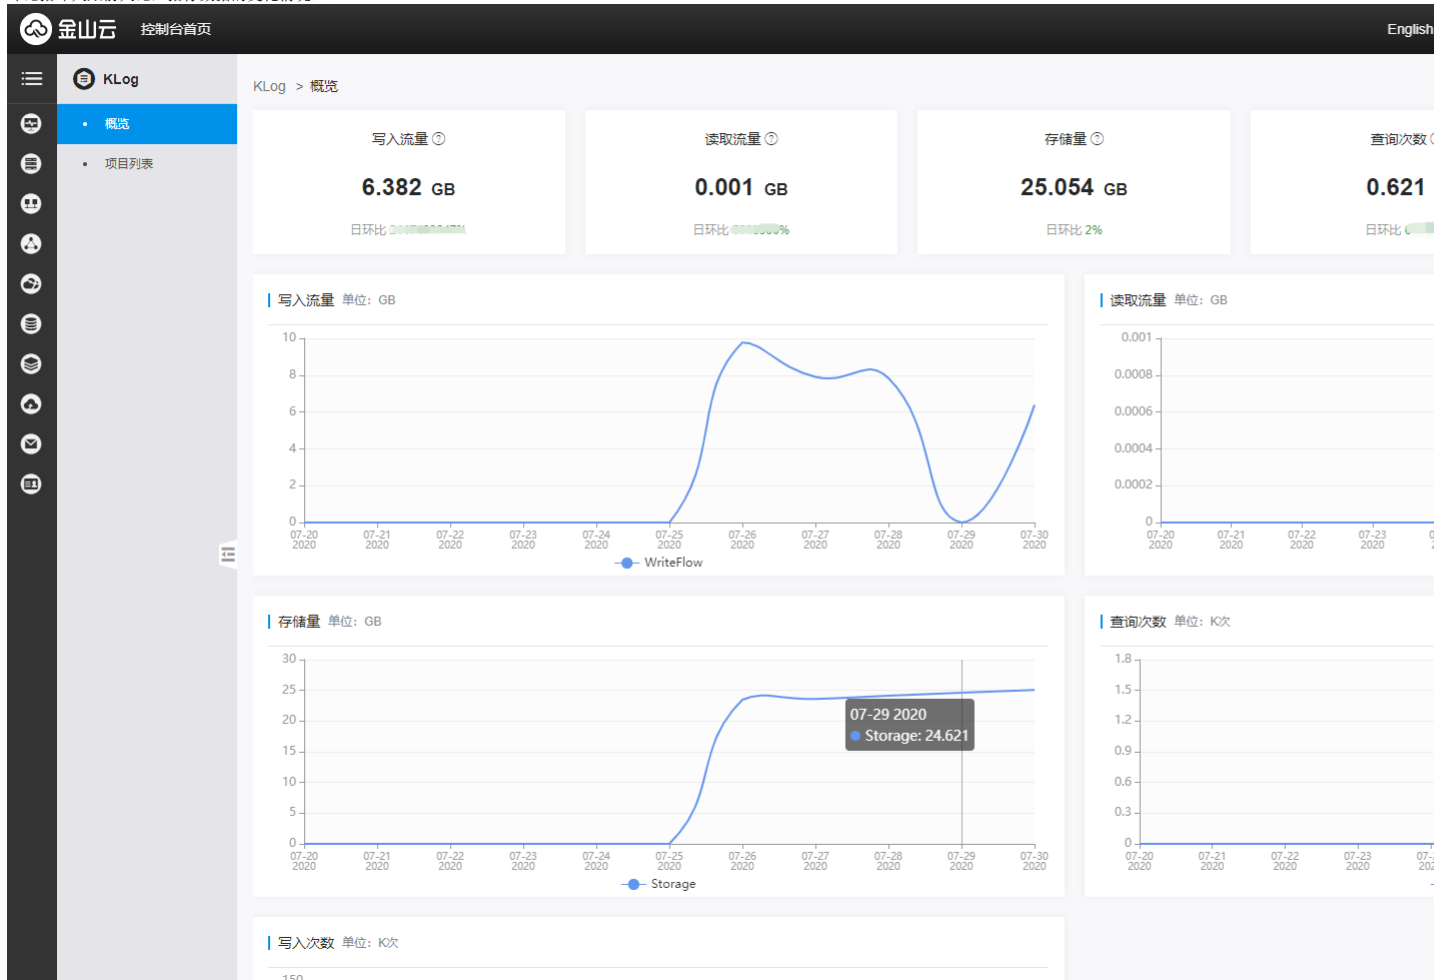 金山云 控制台首页 English
KLog
概览
项目列表
KLog > 概览
写入流量 ?
6.382 GB
日环比
读取流量 ?
0.001 GB
日环比
存储量 ?
25.054 GB
日环比 2%
查询次数
0.621
日环比
写入流量 单位: GB
10
8
6
4
2
0
07-20 07-21 07-22 07-23 07-24 07-25 07-26 07-27 07-28 07-29 07-30
2020 2020 2020 2020 2020 2020 2020 2020 2020 2020 2020
WriteFlow
读取流量 单位: GB
0.001
0.0008
0.0006
0.0004
0.0002
0
07-20 07-21 07-22 07-23
2020 2020 2020 2020
存储量 单位: GB
30
25
20
15
10
5
0
07-29 2020
Storage: 24.621
07-20 07-21 07-22 07-23 07-24 07-25 07-26 07-27 07-28 07-29 07-30
2020 2020 2020 2020 2020 2020 2020 2020 2020 2020 2020
Storage
查询次数 单位: K次
1.8
1.5
1.2
0.9
0.6
0.3
0
07-20 07-21 07-22 07-23
2020 2020 2020 2020
写入次数 单位: K次
150